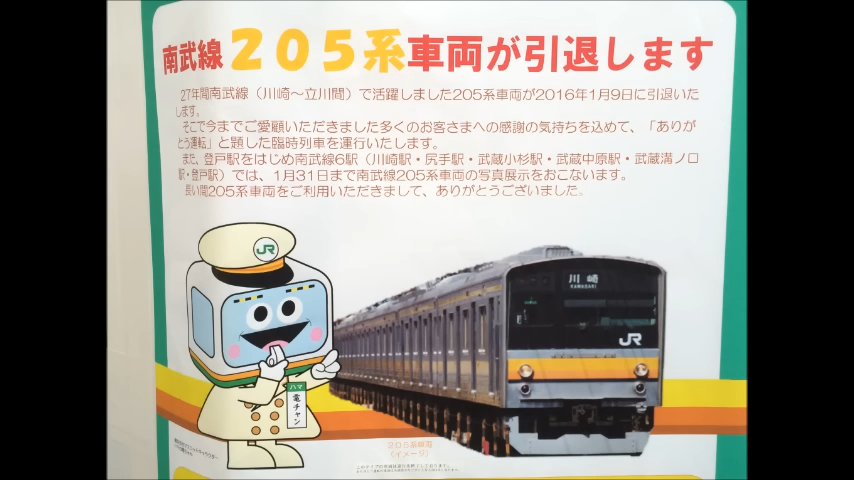 南武線205系車両が引退します
27年間南武線(川崎～立川間)で活躍しました205系車両が2016年1月9日に引退いた
します。
そこで今までご愛顧いただきました多くのお客さまへの感謝の気持ちを込めて、「ありが
とう運転」と題した臨時列車を運行いたします。
また、登戸駅をはじめ南武線6駅(川崎駅・尻手駅・武蔵小杉駅・武蔵中原駅・武蔵溝ノ口
駅・登戸駅)では、1月31日まで南武線205系車両の写真展示をおこないます。
長い間205系車両をご利用いただきまして、ありがとうございました。
JR
川崎
KAWASAKI
JR
ハマ
電チャン
205系車両
(イメージ)